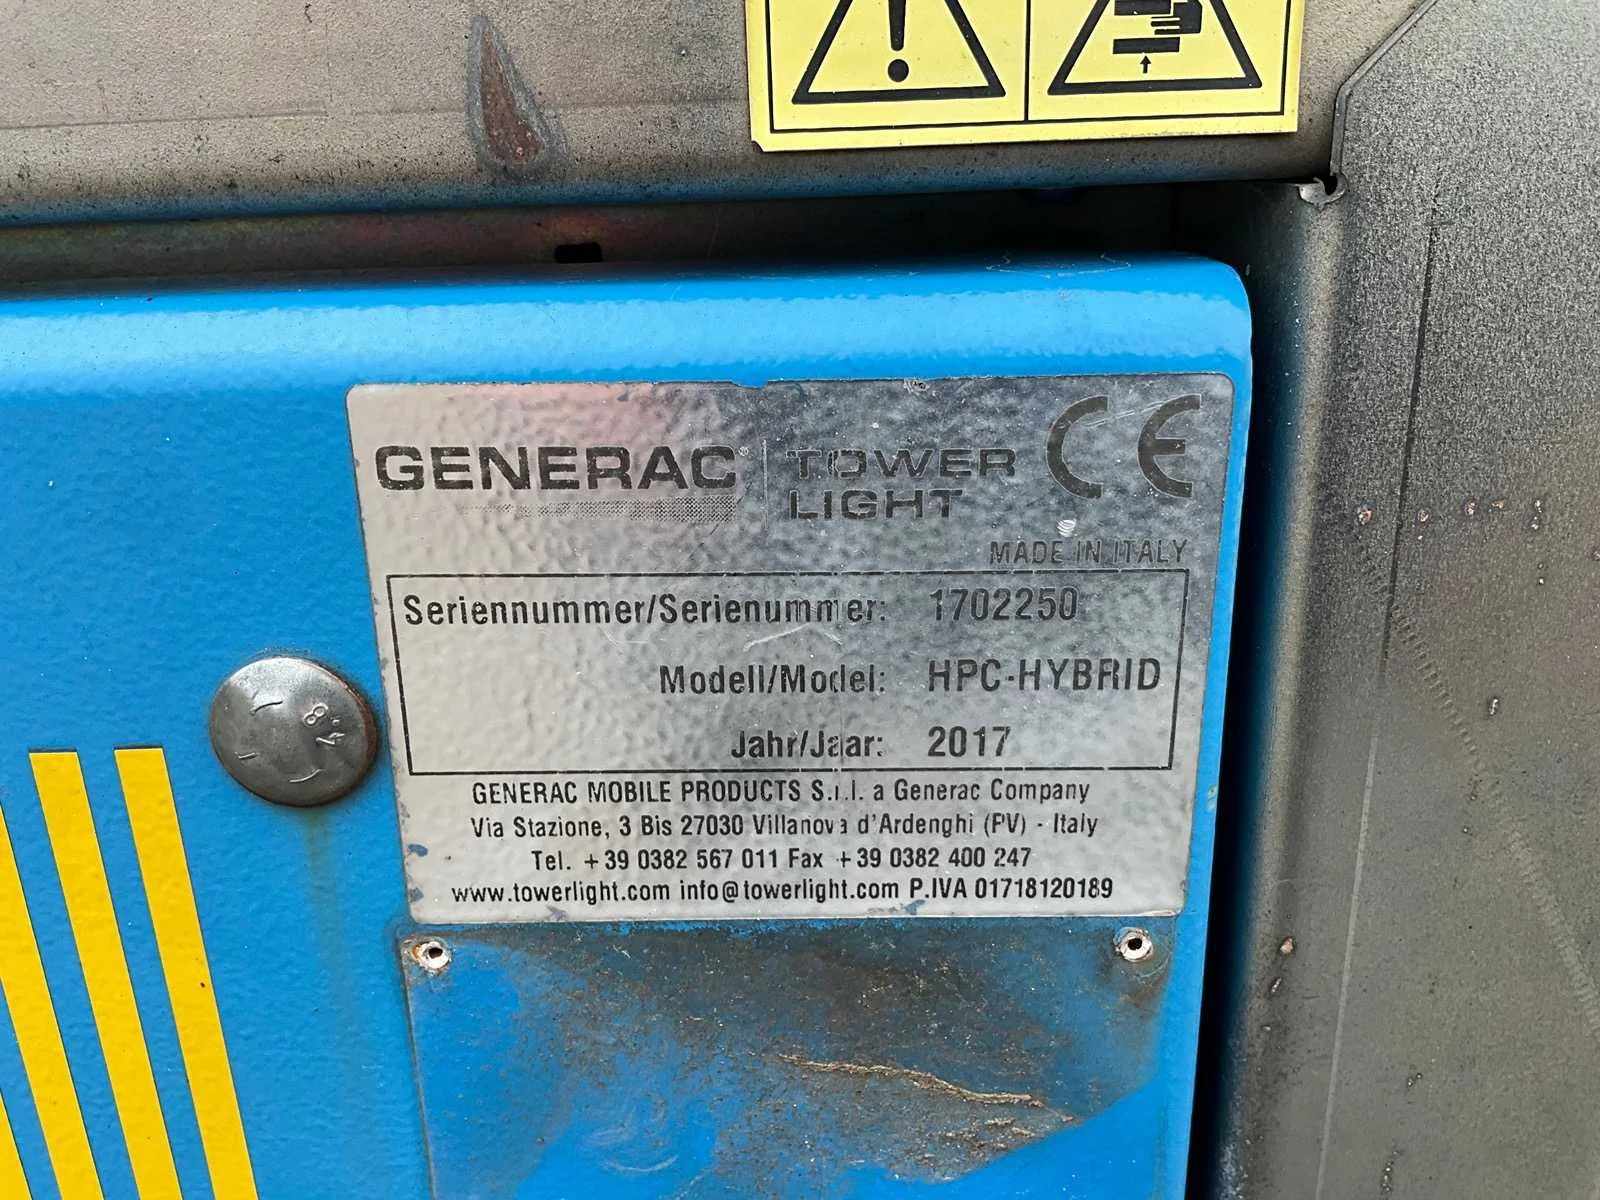 GENERAC® TOWER LIGHT CE
MADE IN ITALY
Seriennummer/Serienummer: 1702250
Modell/Model: HPC-HYBRID
Jahr/Jaar: 2017
GENERAC MOBILE PRODUCTS S.r.l. a Generac Company
Via Stazione, 3 Bis 27030 Villanova d'Ardenghi (PV) - Italy
Tel. +39 0382 567 011 Fax +39 0382 400 247
www.towerlight.com info@towerlight.com P.IVA 01718120189
8.4